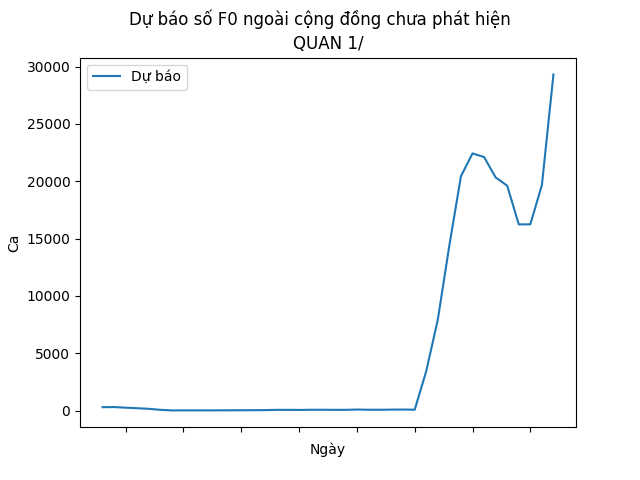 Dự báo số F0 ngoài cộng đồng chưa phát hiện
QUAN 1/
Dự báo
30000
25000
20000
15000
10000
5000
0
Ca
Ngày